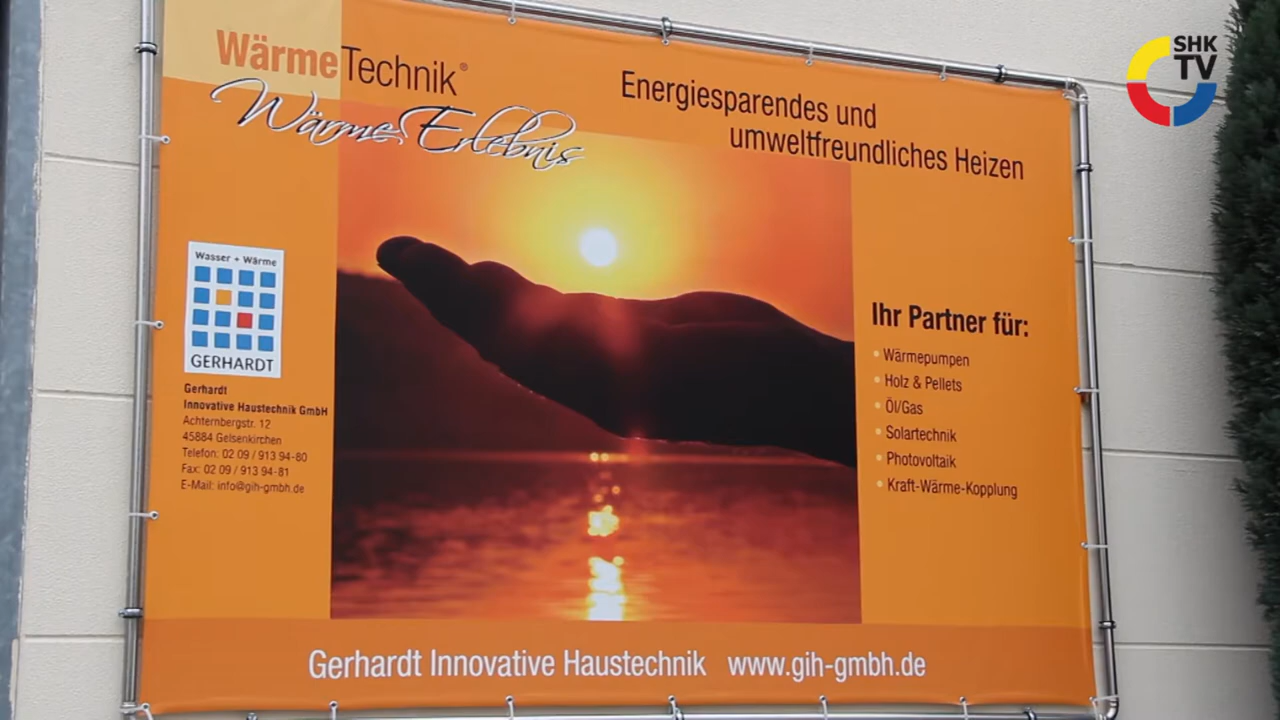 SHK
TV
WärmeTechnik®
Wärme Erlebnis
Energiesparendes und
umweltfreundliches Heizen
Wasser + Wärme
GERHARDT
Gerhardt
Innovative Haustechnik GmbH
Achternbergstr. 12
45884 Gelsenkirchen
Telefon: 02 09 / 913 94-80
Fax: 02 09 / 913 94-81
E-Mail: info@gih-gmbh.de
Ihr Partner für:
• Wärmepumpen
• Holz & Pellets
• Öl/Gas
• Solartechnik
• Photovoltaik
• Kraft-Wärme-Kopplung
Gerhardt Innovative Haustechnik www.gih-gmbh.de